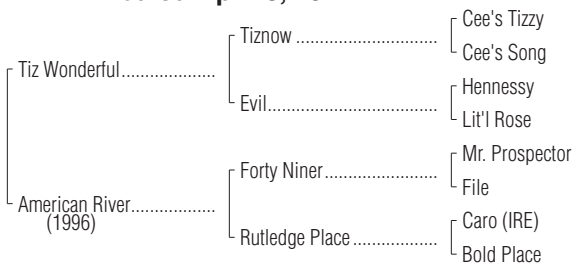 Cee's Tizzy
Tiznow
Cee's Song
Tiz Wonderful
Hennessy
Evil
Lit'l Rose
Mr. Prospector
Forty Niner
File
American River
(1996)
Caro (IRE)
Rutledge Place
Bold Place